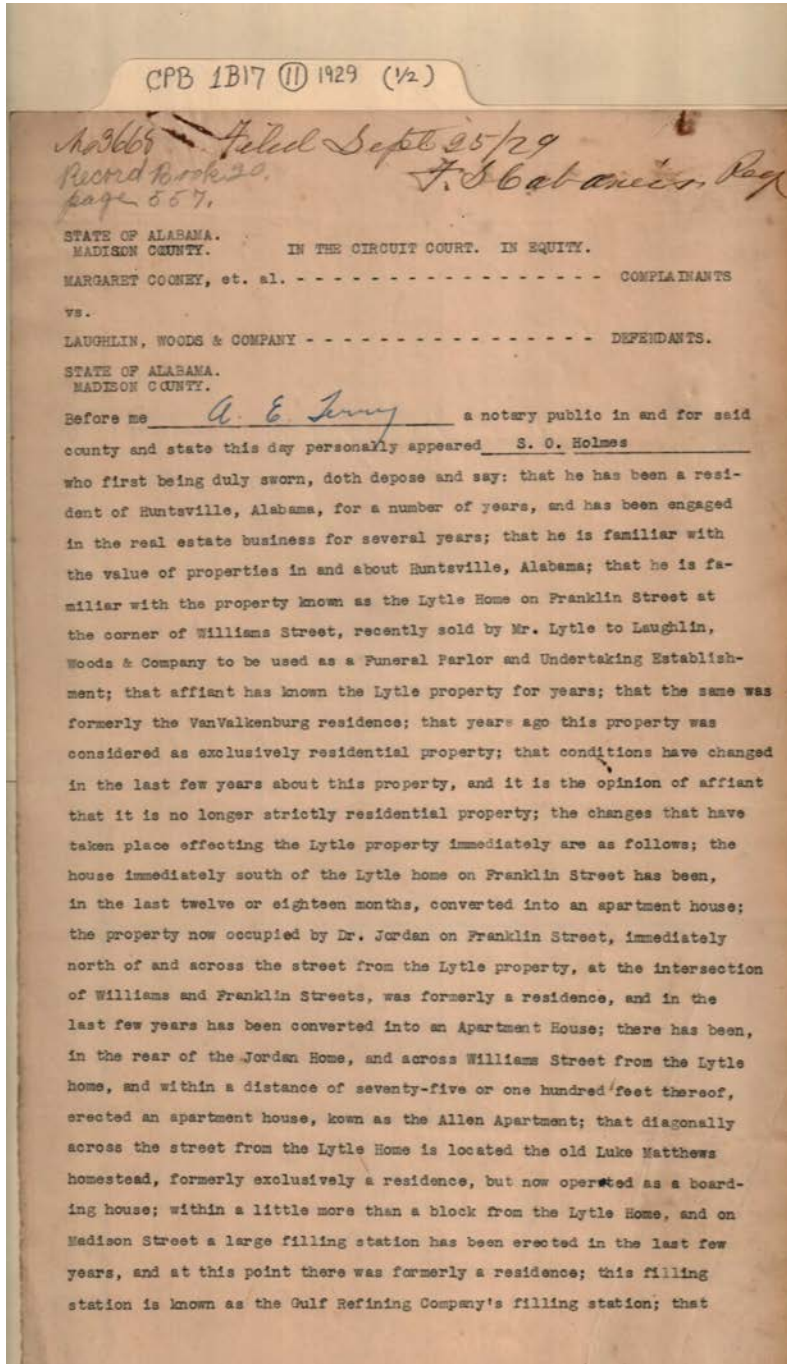 CPB 1B17 (11) 1929 (1/2)
No 3668 Filed Sept 25/29
Record Book 20.
page 557.
F. S. Cabaniss Reg
STATE OF ALABAMA.
MADISON COUNTY. IN THE CIRCUIT COURT. IN EQUITY.
MARGARET COONEY, et. al. - - - - - - - - - - - - - - - - - COMPLAINANTS
vs.
LAUGHLIN, WOODS & COMPANY - - - - - - - - - - - - - - - - DEFENDANTS.
STATE OF ALABAMA.
MADISON COUNTY.
Before me A. E. Terry a notary public in and for said
county and state this day personally appeared S. O. Holmes
who first being duly sworn, doth depose and say: that he has been a resi-
dent of Huntsville, Alabama, for a number of years, and has been engaged
in the real estate business for several years; that he is familiar with
the value of properties in and about Huntsville, Alabama; that he is fa-
miliar with the property known as the Lytle Home on Franklin Street at
the corner of Williams Street, recently sold by Mr. Lytle to Laughlin,
Woods & Company to be used as a Funeral Parlor and Undertaking Establish-
ment; that affiant has known the Lytle property for years; that the same was
formerly the VanValkenburg residence; that years ago this property was
considered as exclusively residential property; that conditions have changed
in the last few years about this property, and it is the opinion of affiant
that it is no longer strictly residential property; the changes that have
taken place effecting the Lytle property immediately are as follows; the
house immediately south of the Lytle home on Franklin Street has been,
in the last twelve or eighteen months, converted into an apartment house;
the property now occupied by Dr. Jordan on Franklin Street, immediately
north of and across the street from the Lytle property, at the intersection
of Williams and Franklin Streets, was formerly a residence, and in the
last few years has been converted into an Apartment House; there has been,
in the rear of the Jordan Home, and across Williams Street from the Lytle
home, and within a distance of seventy-five or one hundred feet thereof,
erected an apartment house, kown as the Allen Apartment; that diagonally
across the street from the Lytle Home is located the old Luke Matthews
homestead, formerly exclusively a residence, but now operated as a board-
ing house; within a little more than a block from the Lytle Home, and on
Madison Street a large filling station has been erected in the last few
years, and at this point there was formerly a residence; this filling
station is known as the Gulf Refining Company's filling station; that